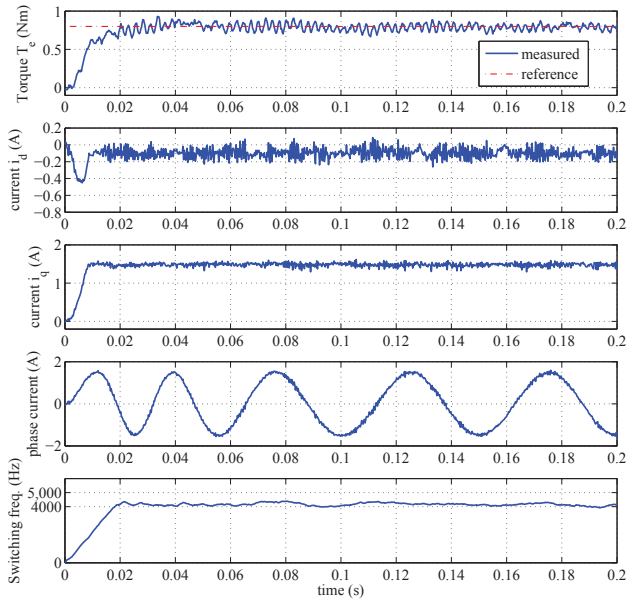 Torque T_e (Nm)
1
0.5
0
measured
reference
0 0.02 0.04 0.06 0.08 0.1 0.12 0.14 0.16 0.18 0.2
current i_d (A)
0.2
0
−0.2
−0.4
−0.6
−0.8
0 0.02 0.04 0.06 0.08 0.1 0.12 0.14 0.16 0.18 0.2
current i_q (A)
2
1
0
0 0.02 0.04 0.06 0.08 0.1 0.12 0.14 0.16 0.18 0.2
phase current (A)
2
0
−2
0 0.02 0.04 0.06 0.08 0.1 0.12 0.14 0.16 0.18 0.2
Switching freq. (Hz)
5,000
4000
0
0 0.02 0.04 0.06 0.08 0.1 0.12 0.14 0.16 0.18 0.2
time (s)